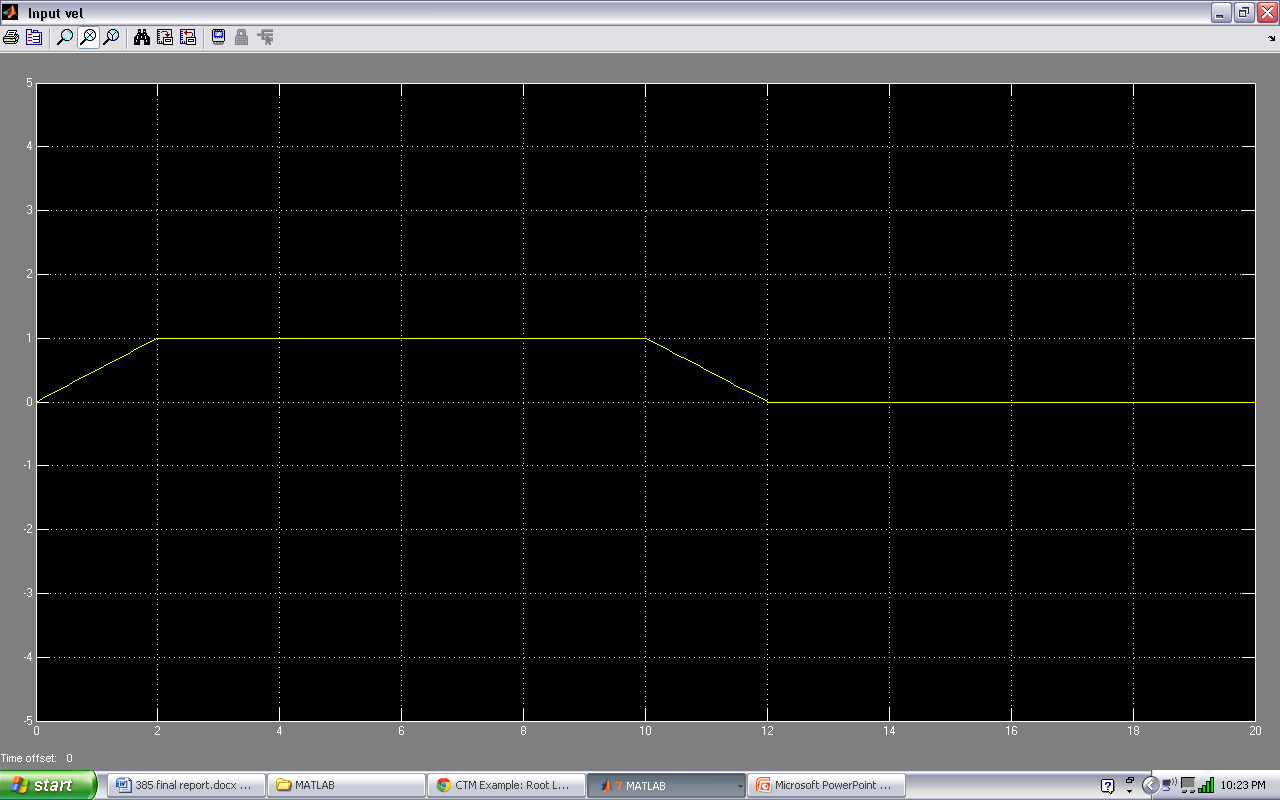 Input vel
5
4
3
2
1
0
-1
-2
-3
-4
-5
0 2 4 6 8 10 12 14 16 18 20
Time offset: 0
start 385 final report.docx ... MATLAB CTM Example: Root L... 7 MATLAB Microsoft PowerPoint ... 10:23 PM